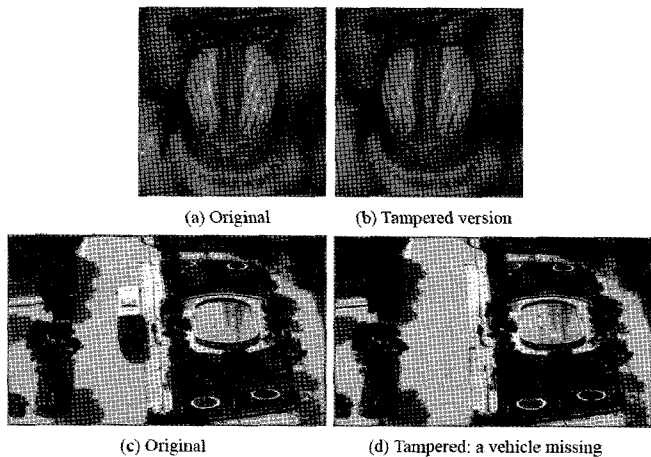 (a) Original
(b) Tampered version
(c) Original
(d) Tampered: a vehicle missing